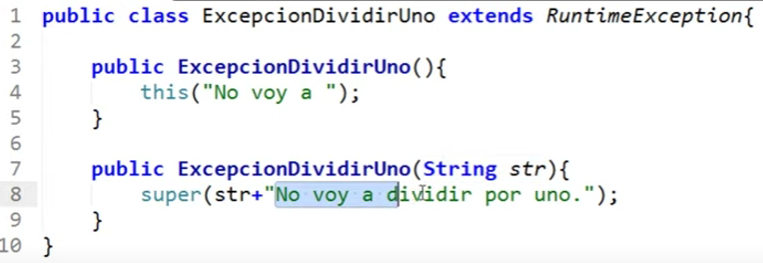 1 public class ExcepcionDividirUno extends RuntimeException{
2
3 public ExcepcionDividirUno(){
4 this("No voy a ");
5 }
6
7 public ExcepcionDividirUno(String str){
8 super(str+"No voy a dividir por uno.");
9 }
10 }